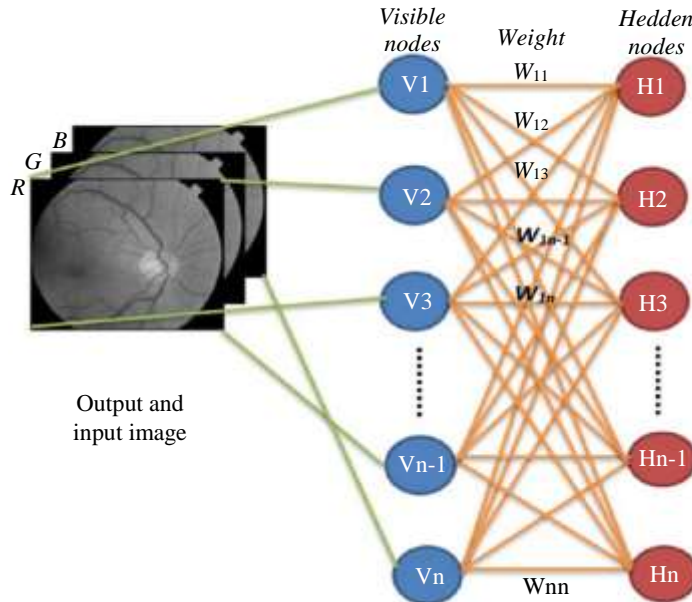 Visible nodes
Weight
Hedden nodes
V1
W11
H1
B
G
R
W12
W13
V2
H2
W1n-1
V3
W1n
H3
Output and
input image
Vn-1
Hn-1
Vn
Wnn
Hn